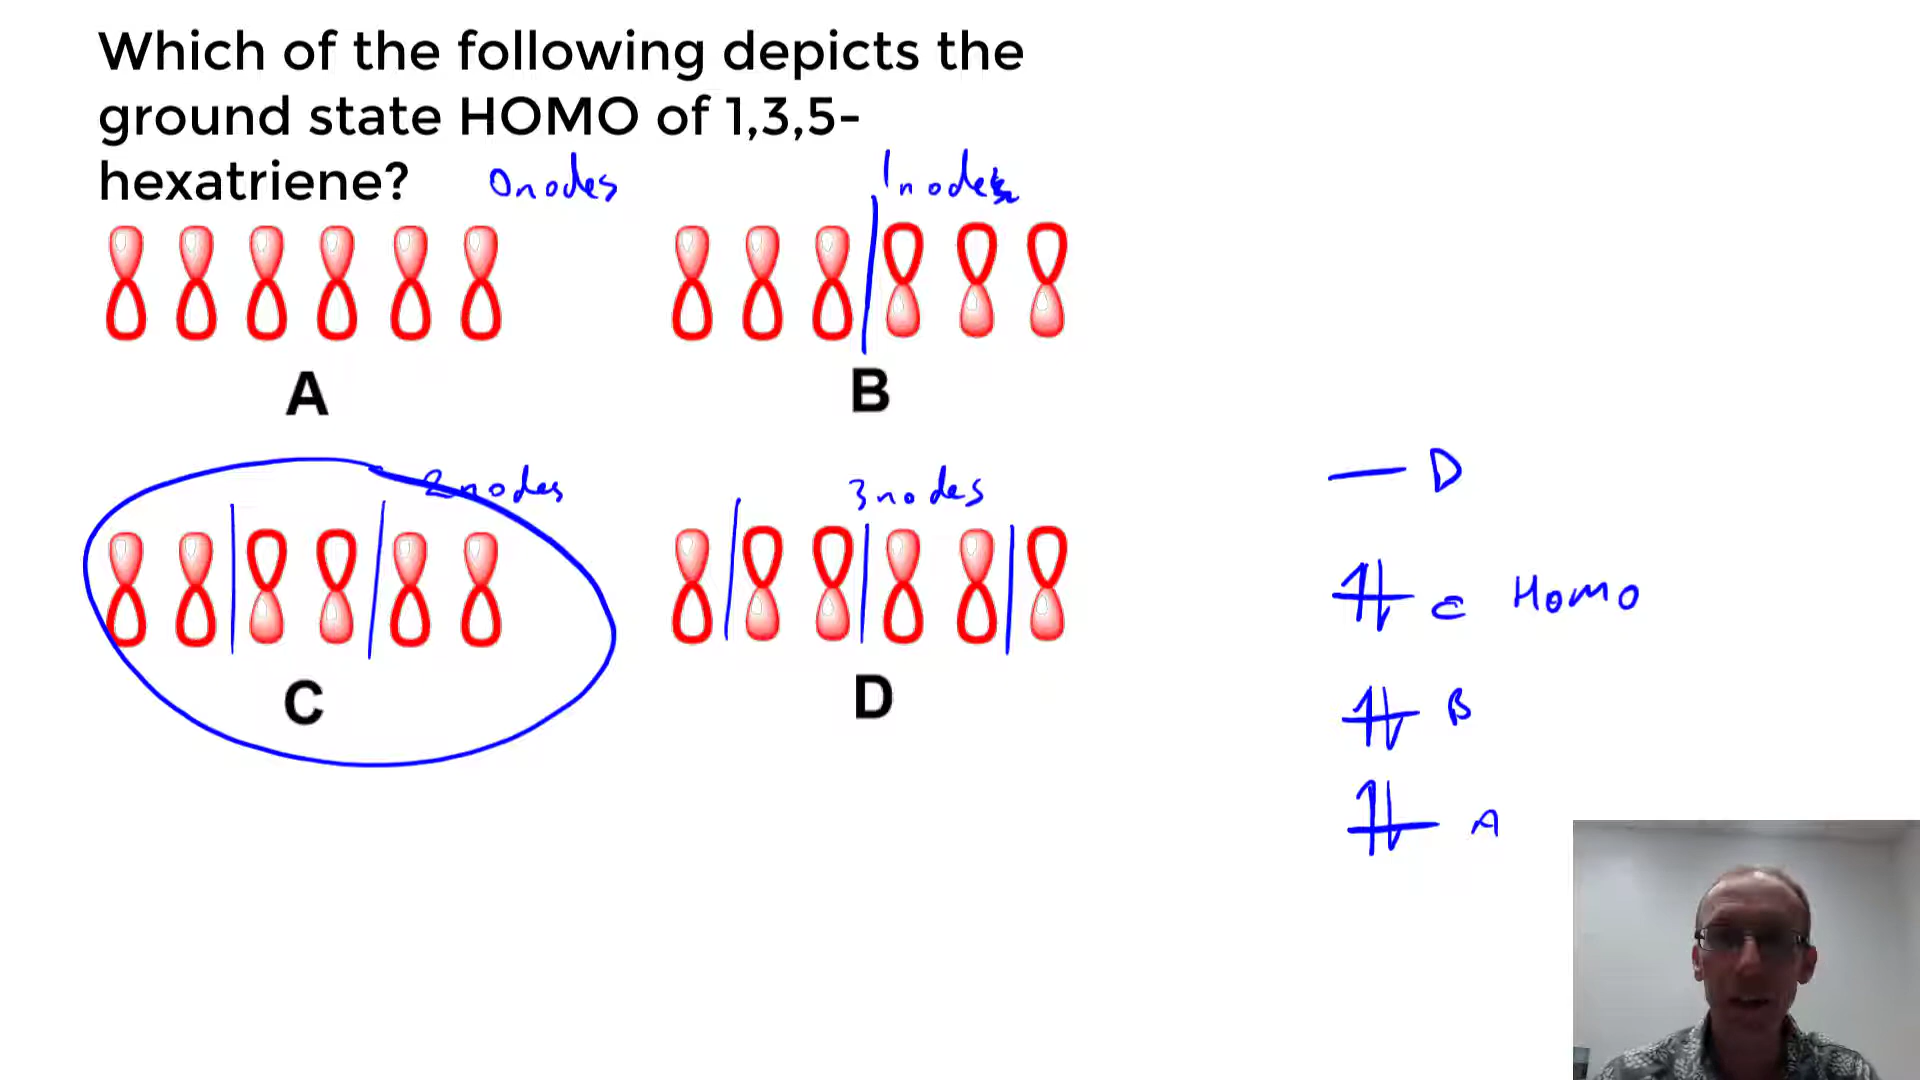 Which of the following depicts the
ground state HOMO of 1,3,5-
hexatriene?
0 nodes
1 node
A
B
2 nodes
3 nodes
C
D
D
C Homo
B
A